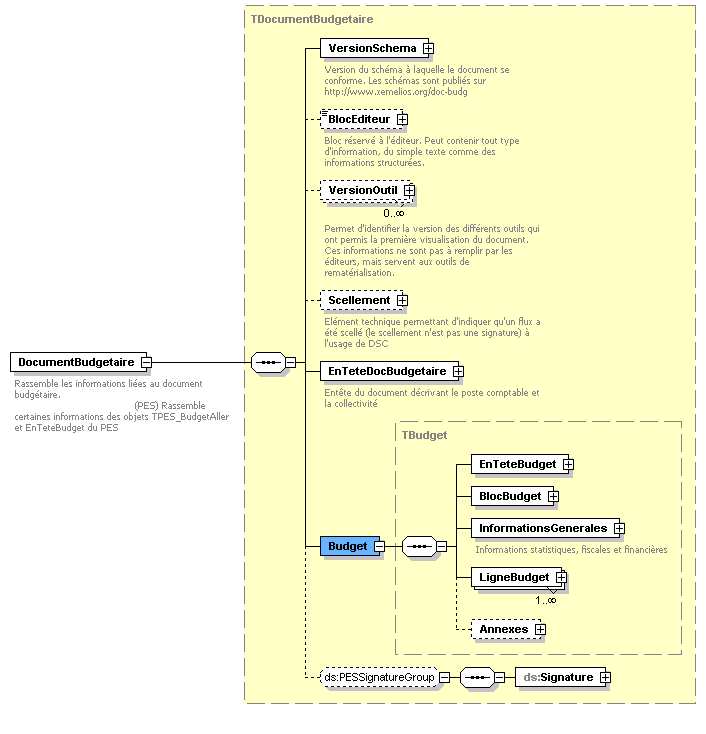 TDocumentBudgetaire
VersionSchema
Version du schéma à laquelle le document se
conforme. Les schémas sont publiés sur
http://www.xemelios.org/doc-budg
BlocEditeur
Bloc réservé à l'éditeur. Peut contenir tout type
d'information, du simple texte comme des
informations structurées.
VersionOutil
0..∞
Permet d'identifier la version des différents outils qui
ont permis la première visualisation du document.
Ces informations ne sont pas à remplir par les
éditeurs, mais servent aux outils de
rematérialisation.
Scellement
Elément technique permettant d'indiquer qu'un flux a
été scellé (le scellement n'est pas une signature) à
l'usage de DSC
DocumentBudgetaire
Rassemble les informations liées au document
budgétaire.
(PES) Rassemble
certaines informations des objets TPES_BudgetAller
et EnTeteBudget du PES
EnTeteDocBudgetaire
Entête du document décrivant le poste comptable et
la collectivité
TBudget
EnTeteBudget
BlocBudget
InformationsGenerales
Informations statistiques, fiscales et financières
Budget
LigneBudget
1..∞
Annexes
ds:PESSignatureGroup
ds:Signature